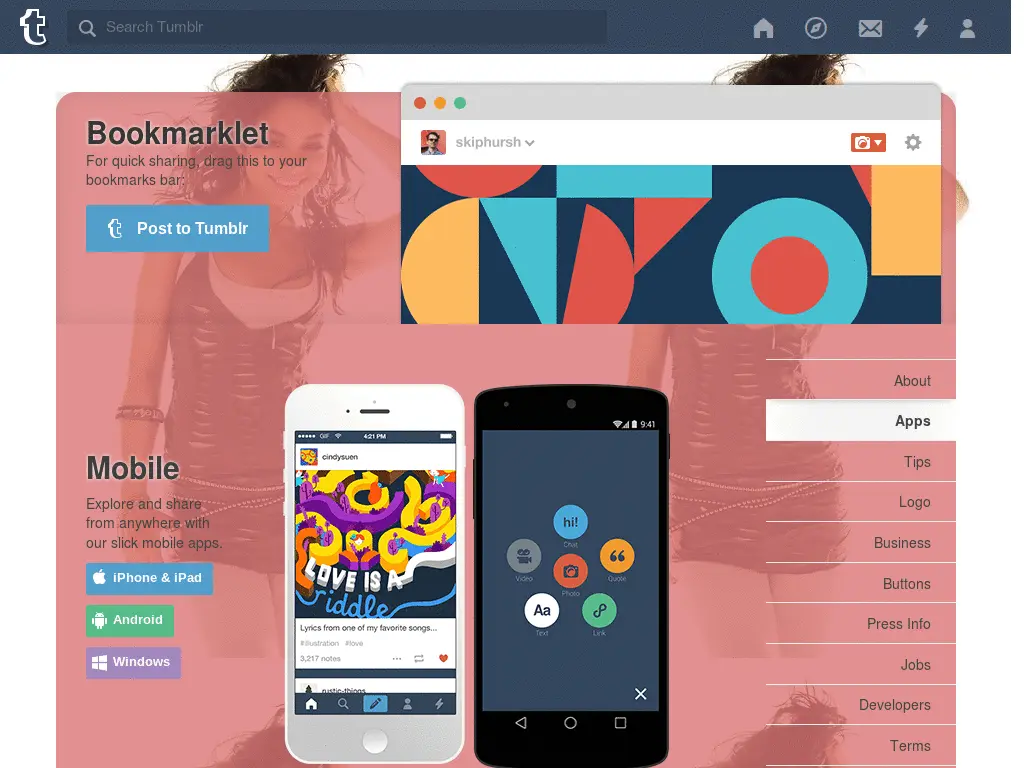 Search Tumblr
Bookmarklet
For quick sharing, drag this to your
bookmarks bar:
Post to Tumblr
skiphursh
About
Apps
Tips
Logo
Business
Buttons
Press Info
Jobs
Developers
Terms
Mobile
Explore and share
from anywhere with
our slick mobile apps.
iPhone & iPad
Android
Windows
GIF
4:21 PM
cindysuen
LOVE IS A
riddle
Lyrics from one of my favorite songs...
#illustration #love
3,217 notes
rustic-things
9:41
hi!
Chat
Video
Photo
Quote
Aa
Text
Link